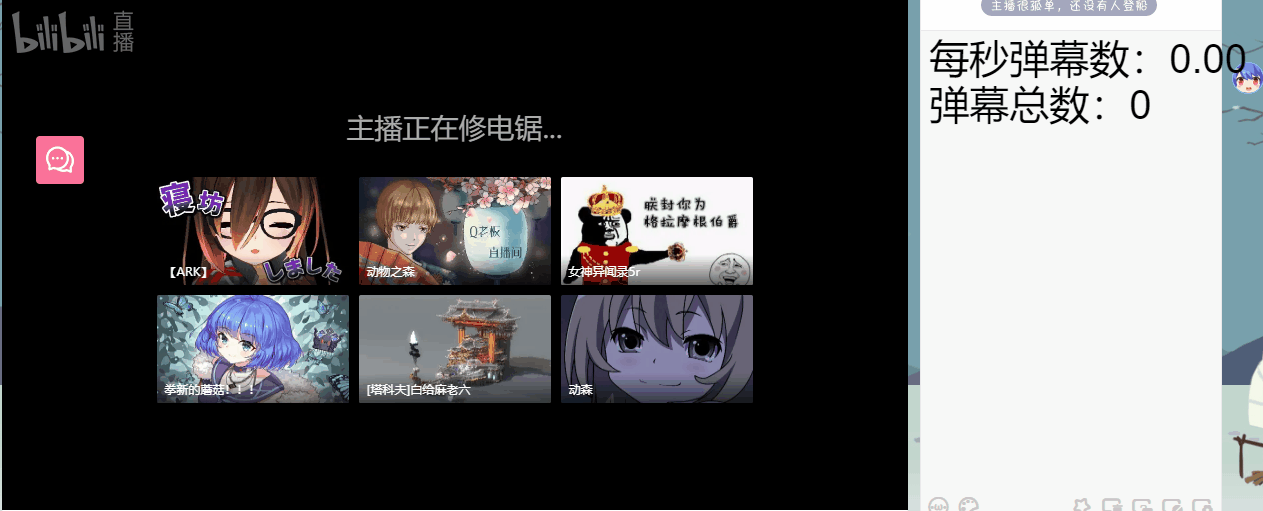 bilibili 直播
主播很孤单，还没有人登船
每秒弹幕数：0.00
弹幕总数：0
主播正在修电锯...
寝坊
しました
【ARK】
Q老板
直播间
动物之森
朕封你为
格拉摩根伯爵
女神异闻录5r
拳新的蘑菇！！！
[塔科夫]白给麻老六
动森